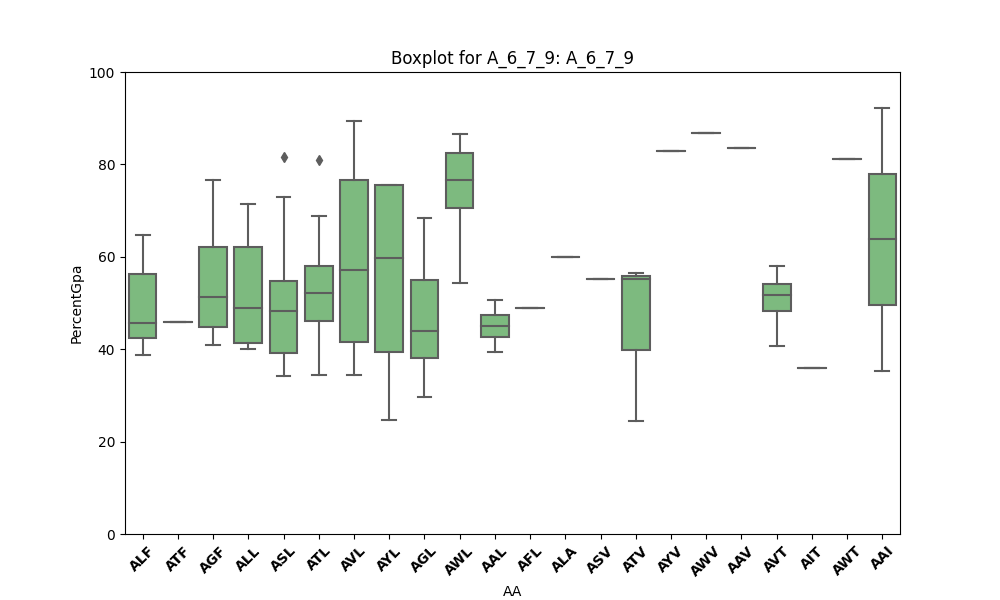 Boxplot for A_6_7_9: A_6_7_9
100
80
60
40
20
0
PercentGpa
ALF ATF AGF ALL ASL ATL AVL AYL AGL AWL AAL AFL ALA ASV ATV AYV AWV AAV AVT AIT AWT AAI
AA